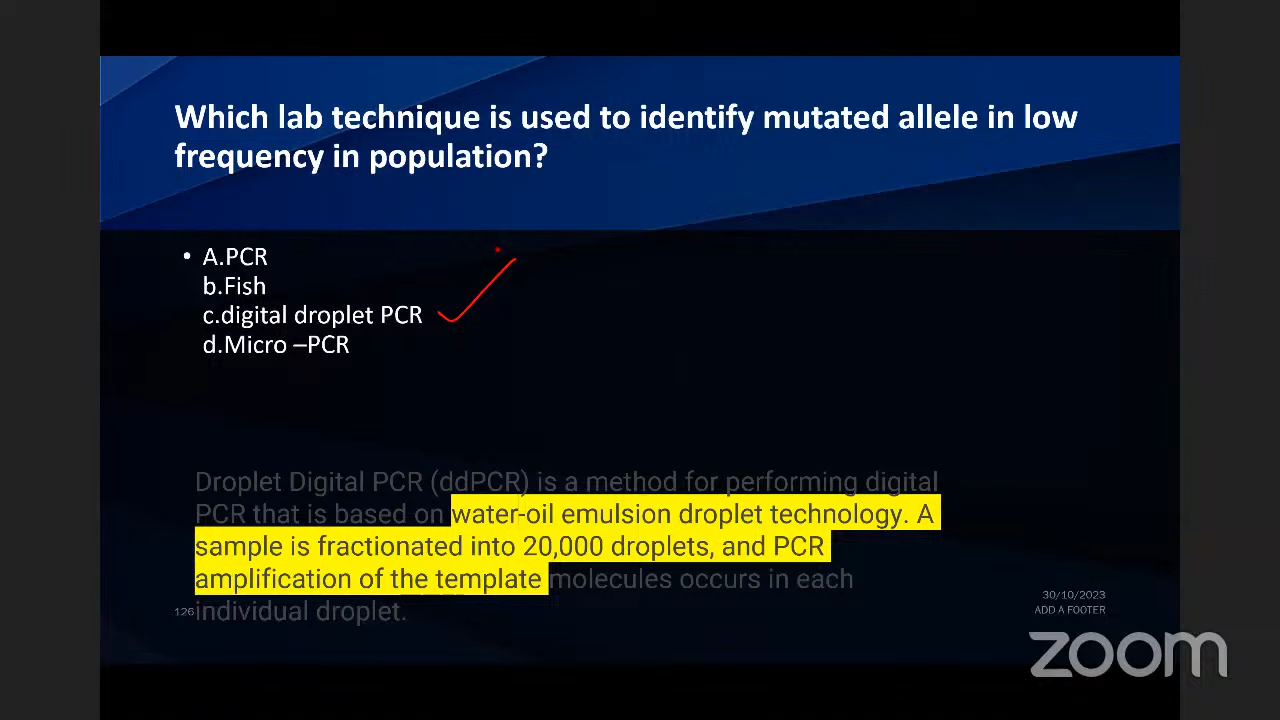 Which lab technique is used to identify mutated allele in low
frequency in population?
• A.PCR
b.Fish
c.digital droplet PCR
d.Micro –PCR
Droplet Digital PCR (ddPCR) is a method for performing digital
PCR that is based on water-oil emulsion droplet technology. A
sample is fractionated into 20,000 droplets, and PCR
amplification of the template molecules occurs in each
individual droplet.
126
30/10/2023
ADD A FOOTER
zoom